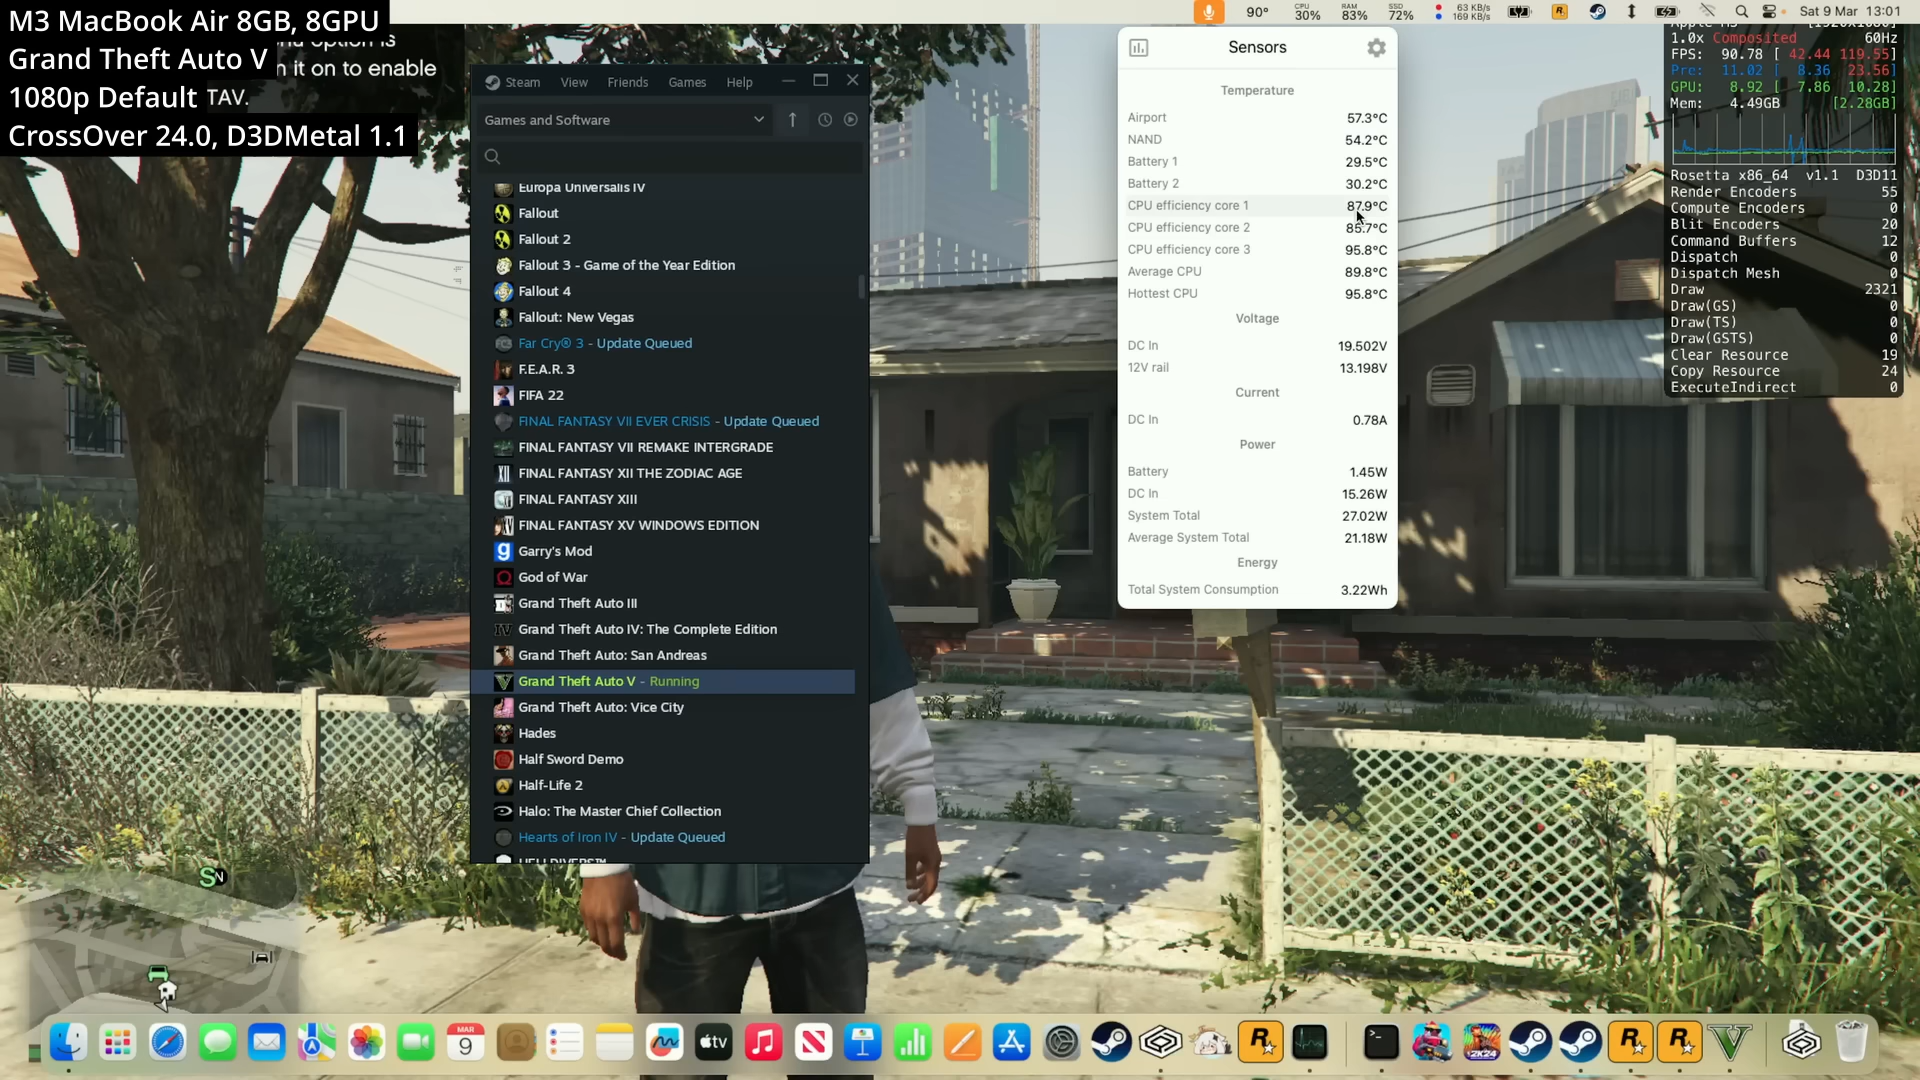 M3 MacBook Air 8GB, 8GPU
Grand Theft Auto V
1080p Default
CrossOver 24.0, D3DMetal 1.1
option is
n it on to enable
TAV.
90°
CPU 30%
RAM 83%
SSD 72%
63 KB/s
169 KB/s
Sat 9 Mar 13:01
Steam View Friends Games Help
Games and Software
Europa Universalis IV
Fallout
Fallout 2
Fallout 3 - Game of the Year Edition
Fallout 4
Fallout: New Vegas
Far Cry® 3 - Update Queued
F.E.A.R. 3
FIFA 22
FINAL FANTASY VII EVER CRISIS - Update Queued
FINAL FANTASY VII REMAKE INTERGRADE
FINAL FANTASY XII THE ZODIAC AGE
FINAL FANTASY XIII
FINAL FANTASY XV WINDOWS EDITION
Garry's Mod
God of War
Grand Theft Auto III
Grand Theft Auto IV: The Complete Edition
Grand Theft Auto: San Andreas
Grand Theft Auto V - Running
Grand Theft Auto: Vice City
Hades
Half Sword Demo
Half-Life 2
Halo: The Master Chief Collection
Hearts of Iron IV - Update Queued
HELLDIVERS™
Sensors
Temperature
Airport 57.3°C
NAND 54.2°C
Battery 1 29.5°C
Battery 2 30.2°C
CPU efficiency core 1 87.9°C
CPU efficiency core 2 85.7°C
CPU efficiency core 3 95.8°C
Average CPU 89.8°C
Hottest CPU 95.8°C
Voltage
DC In 19.502V
12V rail 13.198V
Current
DC In 0.78A
Power
Battery 1.45W
DC In 15.26W
System Total 27.02W
Average System Total 21.18W
Energy
Total System Consumption 3.22Wh
1.0x Composited 60Hz
FPS: 90.78 [ 42.44 119.55]
Pre: 11.02 [ 8.36 23.56]
GPU: 8.92 [ 7.86 10.28]
Mem: 4.49GB [2.28GB]
Rosetta x86_64 v1.1 D3D11
Render Encoders 55
Compute Encoders 0
Blit Encoders 20
Command Buffers 12
Dispatch 0
Dispatch Mesh 0
Draw 2321
Draw(GS) 0
Draw(TS) 0
Draw(GSTS) 0
Clear Resource 19
Copy Resource 24
ExecuteIndirect 0
S N
MAR
9
tv
2K24